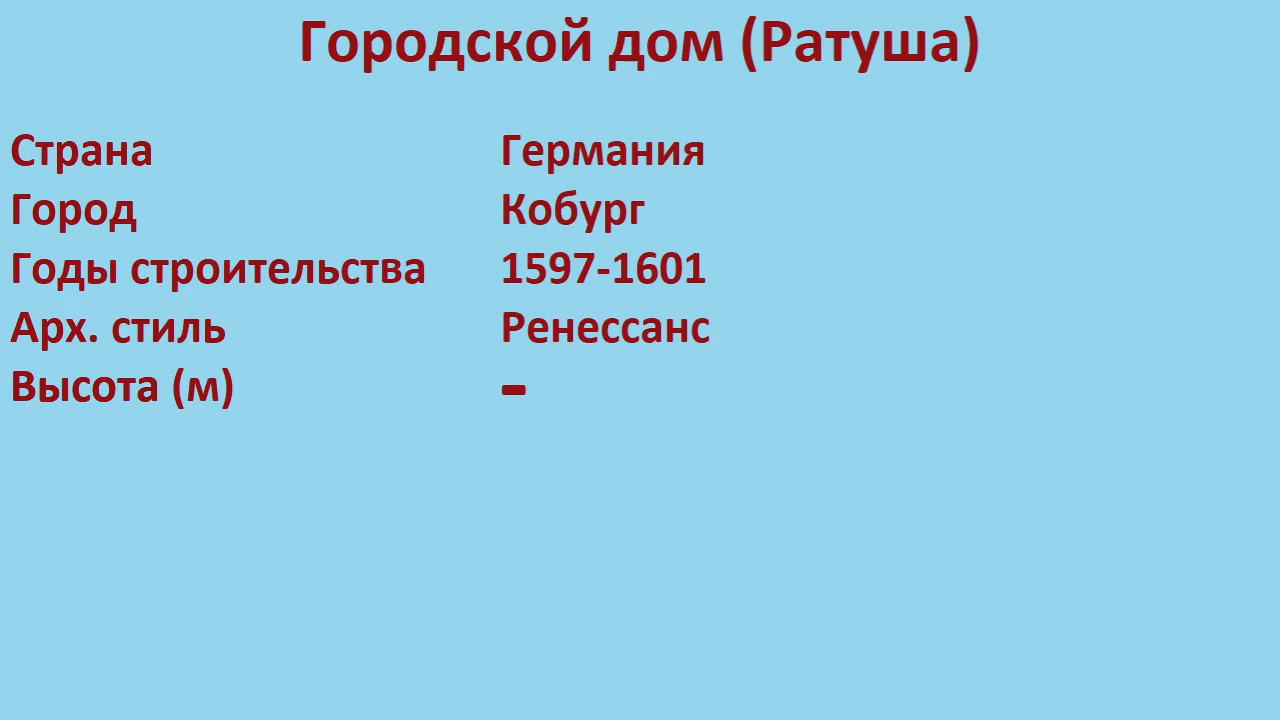 Городской дом (Ратуша)
Страна Германия
Город Кобург
Годы строительства 1597-1601
Арх. стиль Ренессанс
Высота (м) -